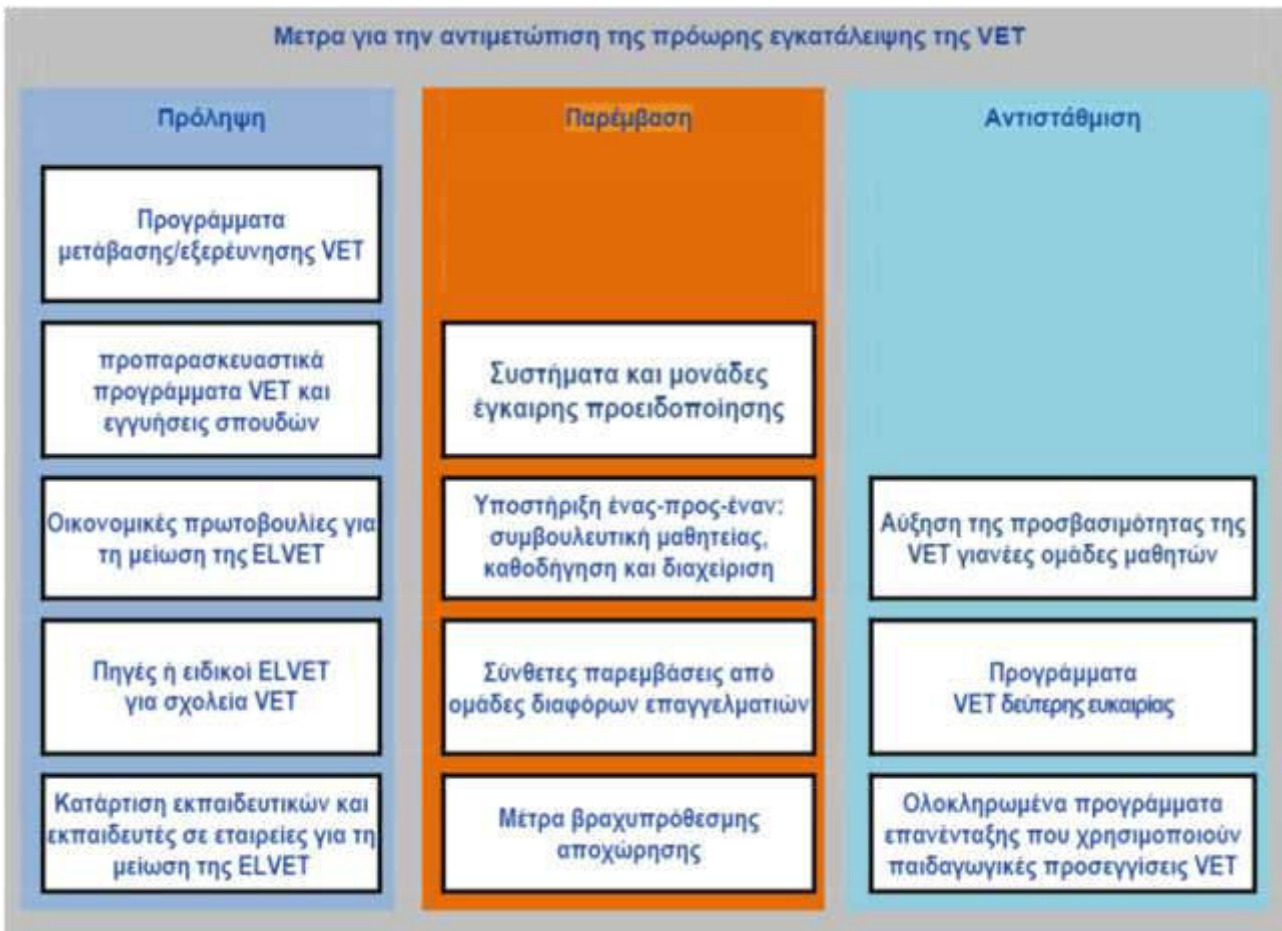 Μετρα για την αντιμετώπιση της πρόωρης εγκατάλειψης της VET
Πρόληψη
Προγράμματα
μετάβασης/εξερέυνησης VET
προπαρασκευαστικά
προγράμματα VET και
εγγυήσεις σπουδών
Οικονομικές πρωτοβουλίες για
τη μείωση της ELVET
Πηγές ή ειδικοί ELVET
για σχολεία VET
Κατάρτιση εκπαιδευτικών και
εκπαιδευτές σε εταιρείες για τη
μείωση της ELVET
Παρέμβαση
Συστήματα και μονάδες
έγκαιρης προειδοποίησης
Υποστήριξη ένας-προς-έναν:
συμβουλευτική μαθητείας,
καθοδήγηση και διαχείριση
Σύνθετες παρεμβάσεις από
ομάδες διαφόρων επαγγελματιών
Μέτρα βραχυπρόθεσμης
αποχώρησης
Αντιστάθμιση
Αύξηση της προσβασιμότητας της
VET γιανέες ομάδες μαθητών
Προγράμματα
VET δεύτερης ευκαιρίας
Ολοκληρωμένα προγράμματα
επανένταξης που χρησιμοποιούν
παιδαγωγικές προσεγγίσεις VET